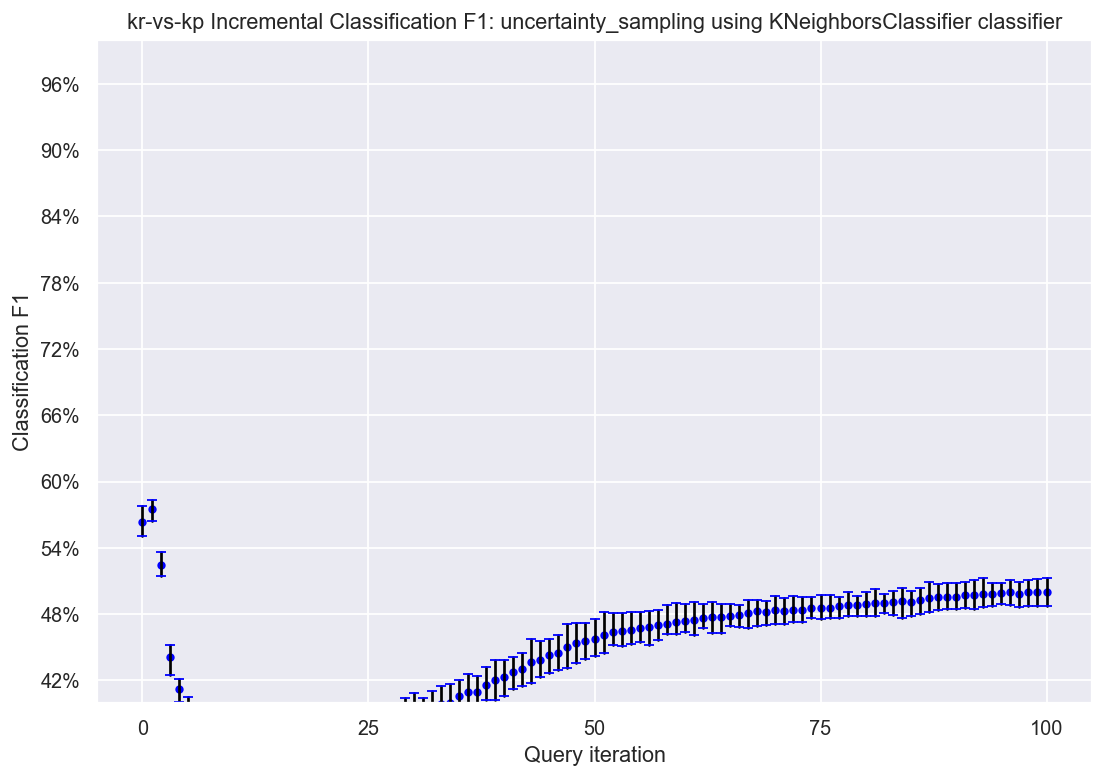 kr-vs-kp Incremental Classification F1: uncertainty_sampling using KNeighborsClassifier classifier
96%
90%
84%
78%
72%
66%
60%
54%
48%
42%
Classification F1
0 25 50 75 100
Query iteration